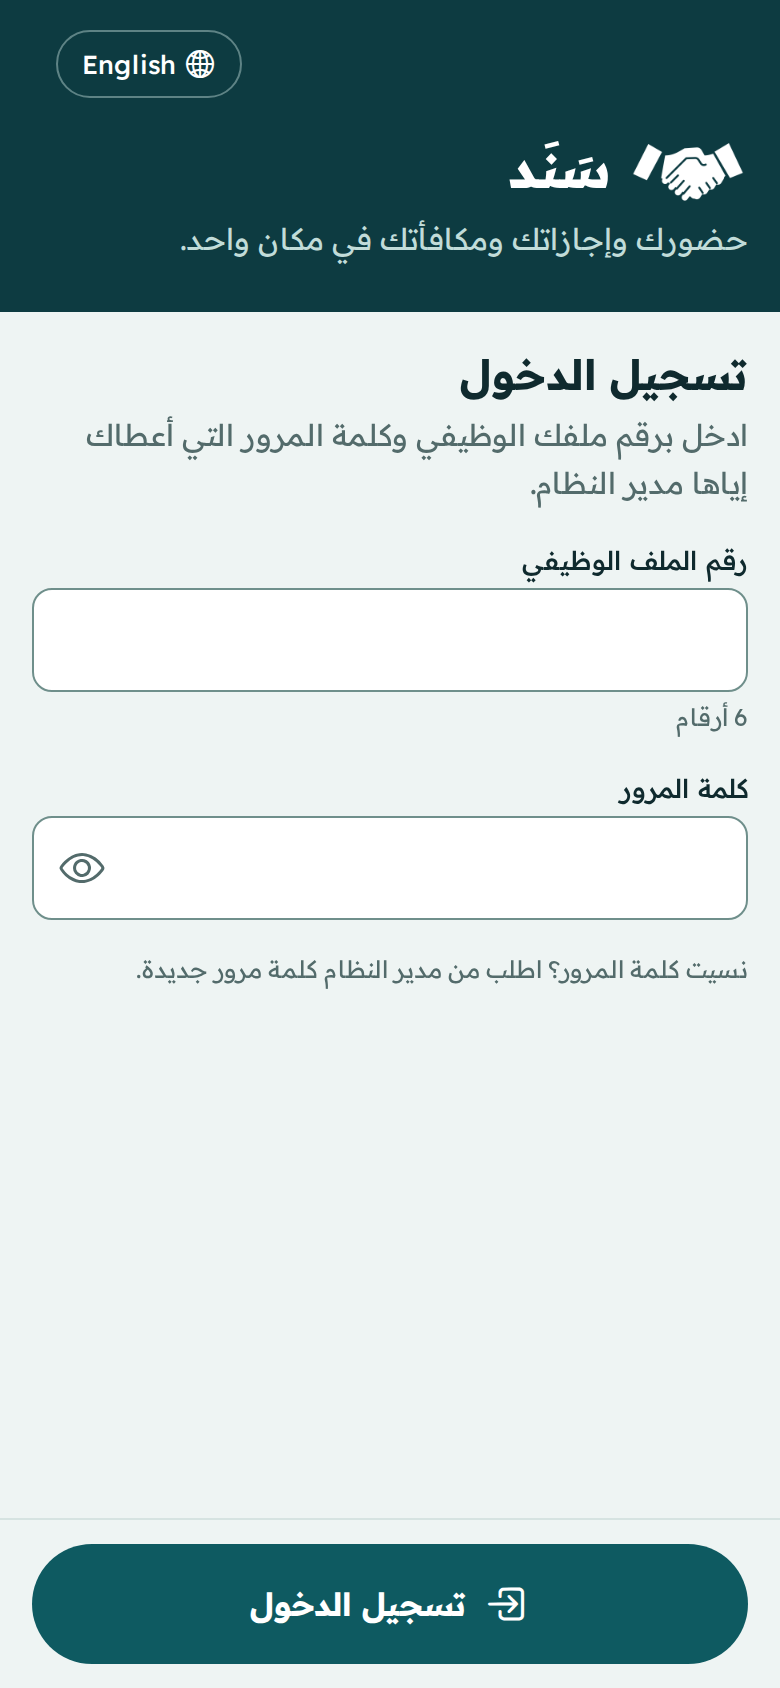 English
سَنَد
حضورك وإجازاتك ومكافأتك في مكان واحد.
تسجيل الدخول
ادخل برقم ملفك الوظيفي وكلمة المرور التي أعطاك
إياها مدير النظام.
رقم الملف الوظيفي
6 أرقام
كلمة المرور
نسيت كلمة المرور؟ اطلب من مدير النظام كلمة مرور جديدة.
تسجيل الدخول